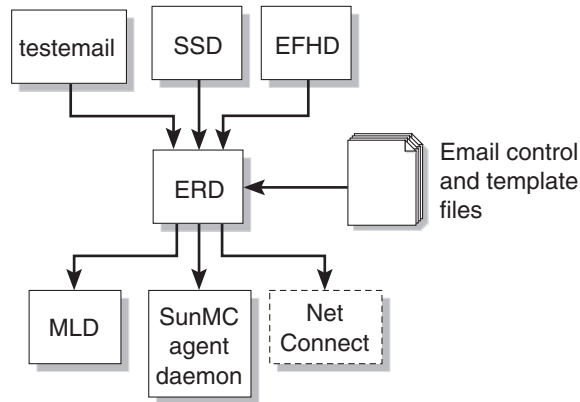 testemail
SSD
EFHD
ERD
Email control
and template
files
MLD
SunMC
agent
daemon
Net
Connect